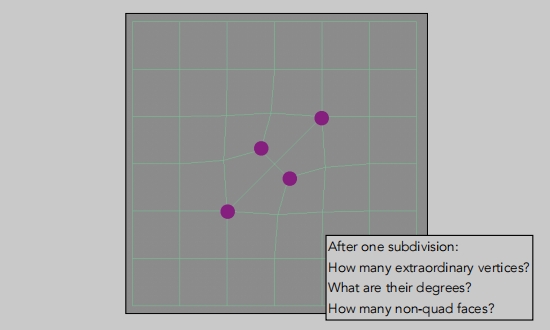 After one subdivision:
How many extraordinary vertices?
What are their degrees?
How many non-quad faces?